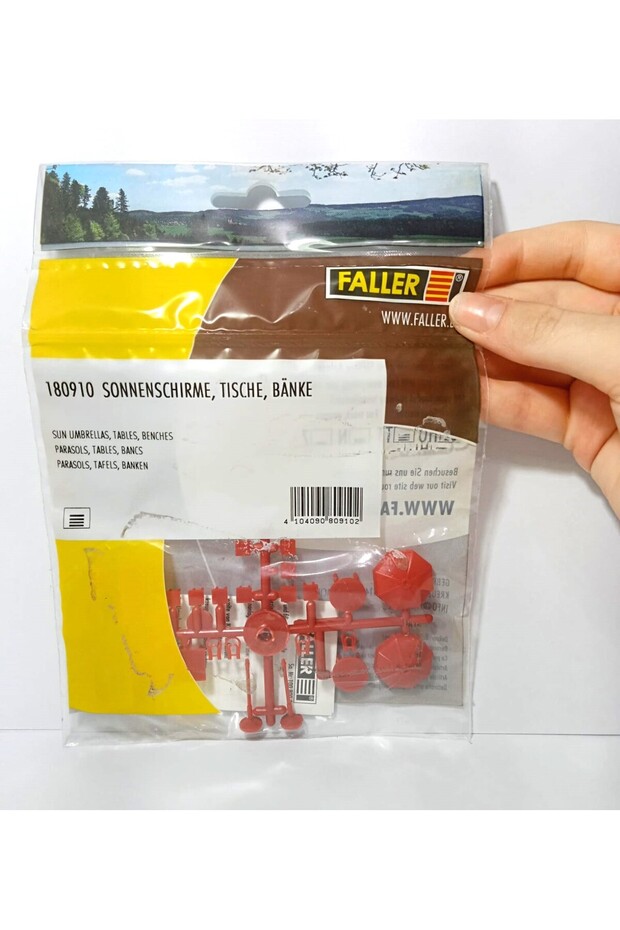 FALLER
®
WWW.FALLER.
180910 SONNENSCHIRME, TISCHE, BÄNKE
SUN UMBRELLAS, TABLES, BENCHES
PARASOLS, TABLES, BANCS
PARASOLS, TAFELS, BANKEN
Besuchen Sie uns
Visit our web site
WWW.FA
4 104090 809102
FALLER